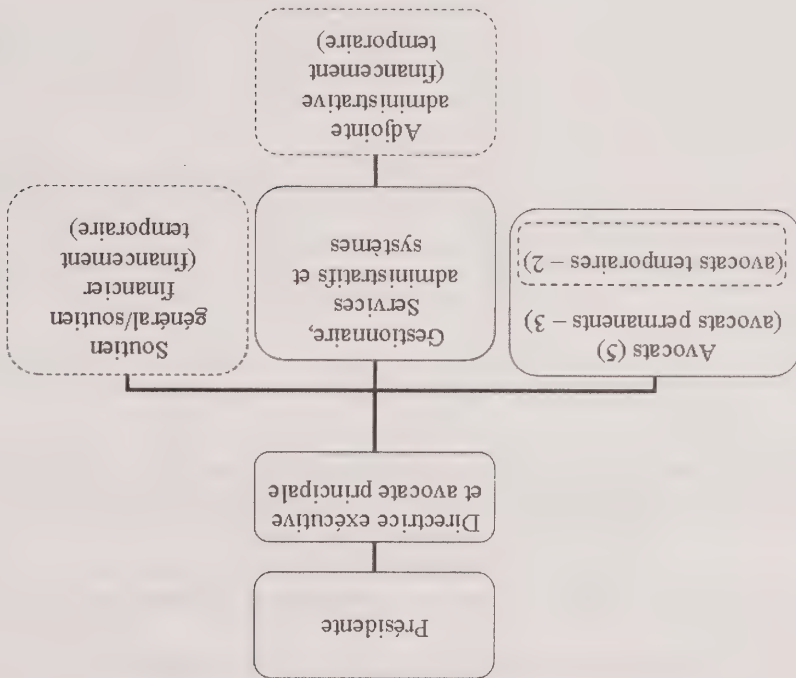 Présidente
Directrice exécutive
et avocate principale
Avocats (5)
(avocats permanents – 3)
(avocats temporaires – 2)
Gestionnaire,
Services
administratifs et
systèmes
Soutien
général/soutien
financier
(financement
temporaire)
Adjointe
administrative
(financement
temporaire)